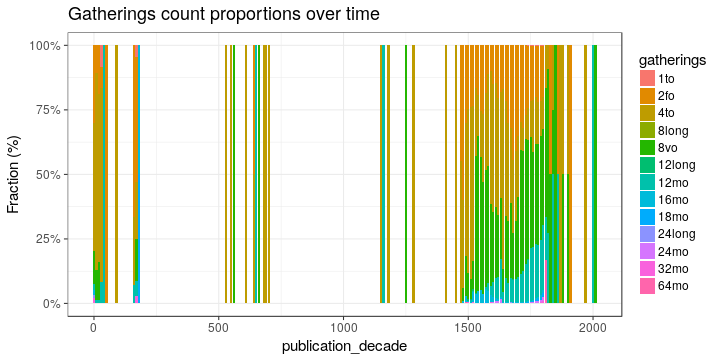 Gatherings count proportions over time
Fraction (%)
100%
75%
50%
25%
0%
0
500
1000
1500
2000
publication_decade
gatherings
1to
2fo
4to
8long
8vo
12long
12mo
16mo
18mo
24long
24mo
32mo
64mo